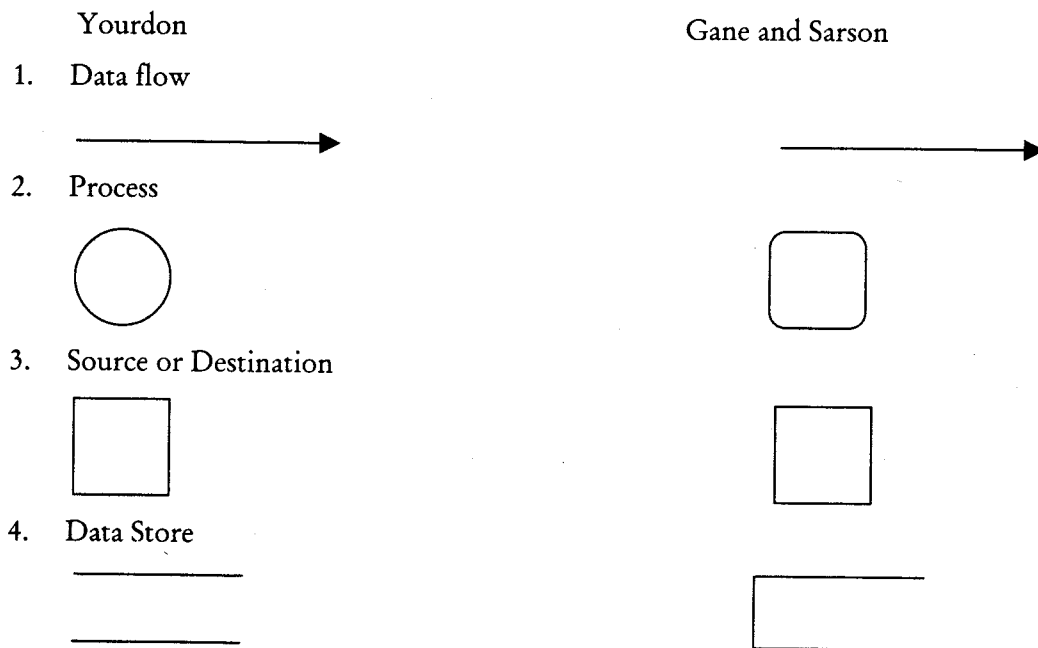 Yourdon
Gane and Sarson
1. Data flow
2. Process
3. Source or Destination
4. Data Store